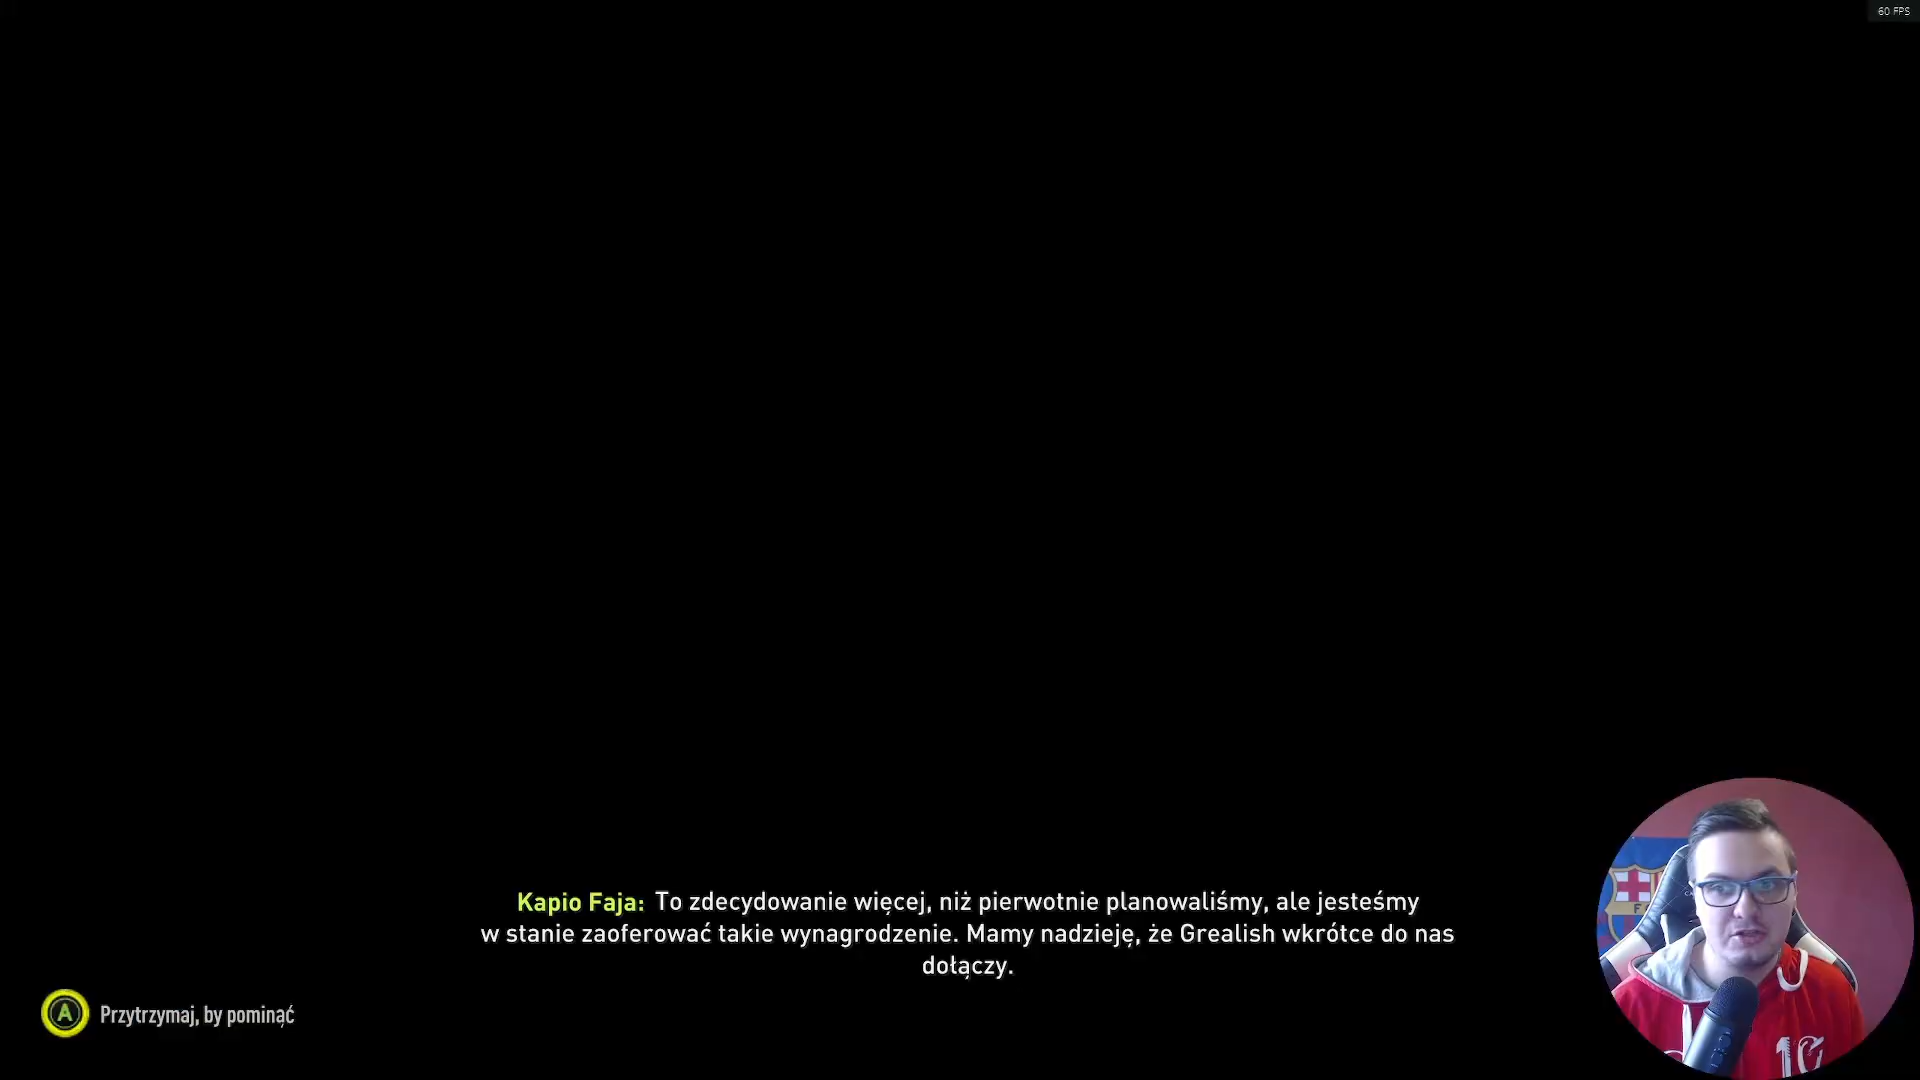 60 FPS
Kapio Faja: To zdecydowanie więcej, niż pierwotnie planowaliśmy, ale jesteśmy
w stanie zaoferować takie wynagrodzenie. Mamy nadzieję, że Grealish wkrótce do nas
dołączy.
A Przytrzymaj, by pominąć
10